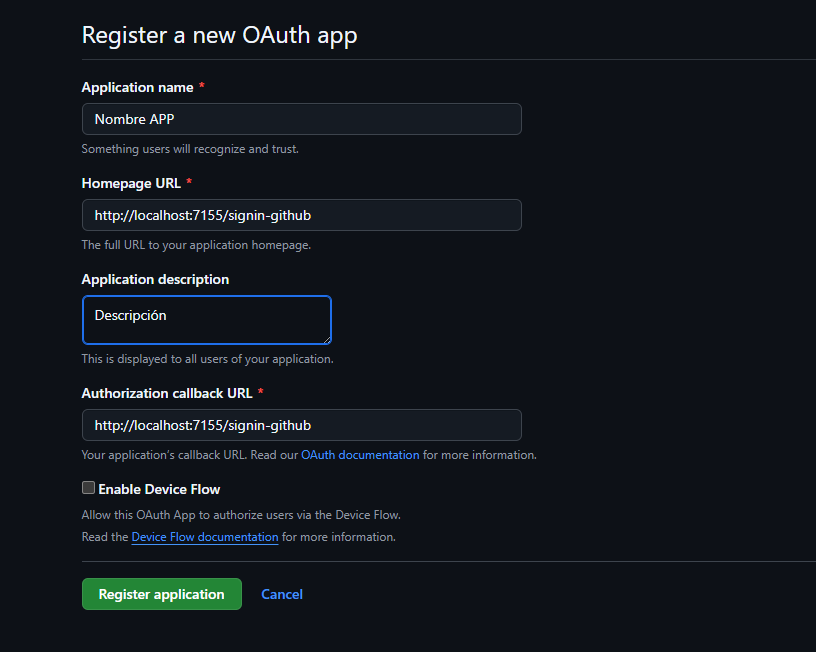 Register a new OAuth app
Application name *
Nombre APP
Something users will recognize and trust.
Homepage URL *
http://localhost:7155/signin-github
The full URL to your application homepage.
Application description
Descripción
This is displayed to all users of your application.
Authorization callback URL *
http://localhost:7155/signin-github
Your application's callback URL. Read our OAuth documentation for more information.
Enable Device Flow
Allow this OAuth App to authorize users via the Device Flow.
Read the Device Flow documentation for more information.
Register application Cancel